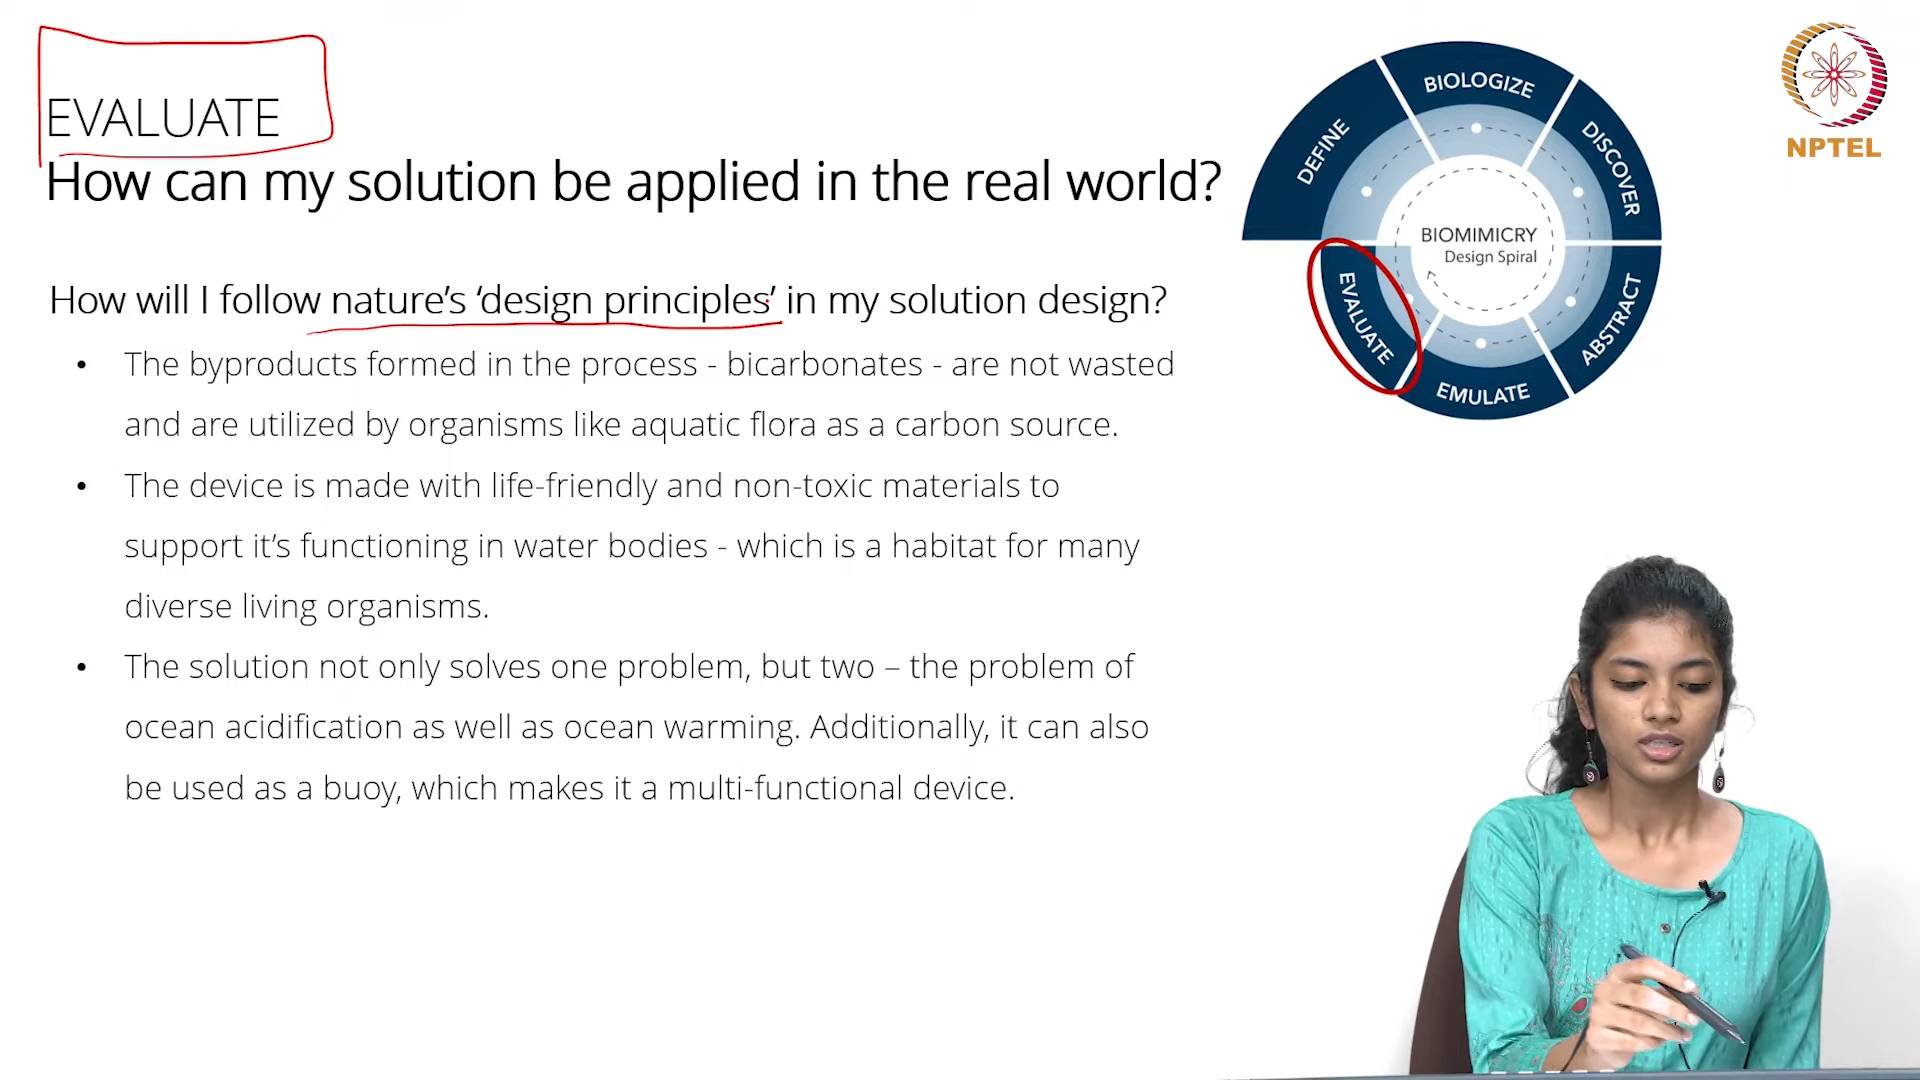 EVALUATE
How can my solution be applied in the real world?
How will I follow nature’s ‘design principles’ in my solution design?
• The byproducts formed in the process - bicarbonates - are not wasted
and are utilized by organisms like aquatic flora as a carbon source.
• The device is made with life-friendly and non-toxic materials to
support it’s functioning in water bodies - which is a habitat for many
diverse living organisms.
• The solution not only solves one problem, but two – the problem of
ocean acidification as well as ocean warming. Additionally, it can also
be used as a buoy, which makes it a multi-functional device.
DEFINE
BIOLOGIZE
DISCOVER
ABSTRACT
EMULATE
EVALUATE
BIOMIMICRY
Design Spiral
NPTEL